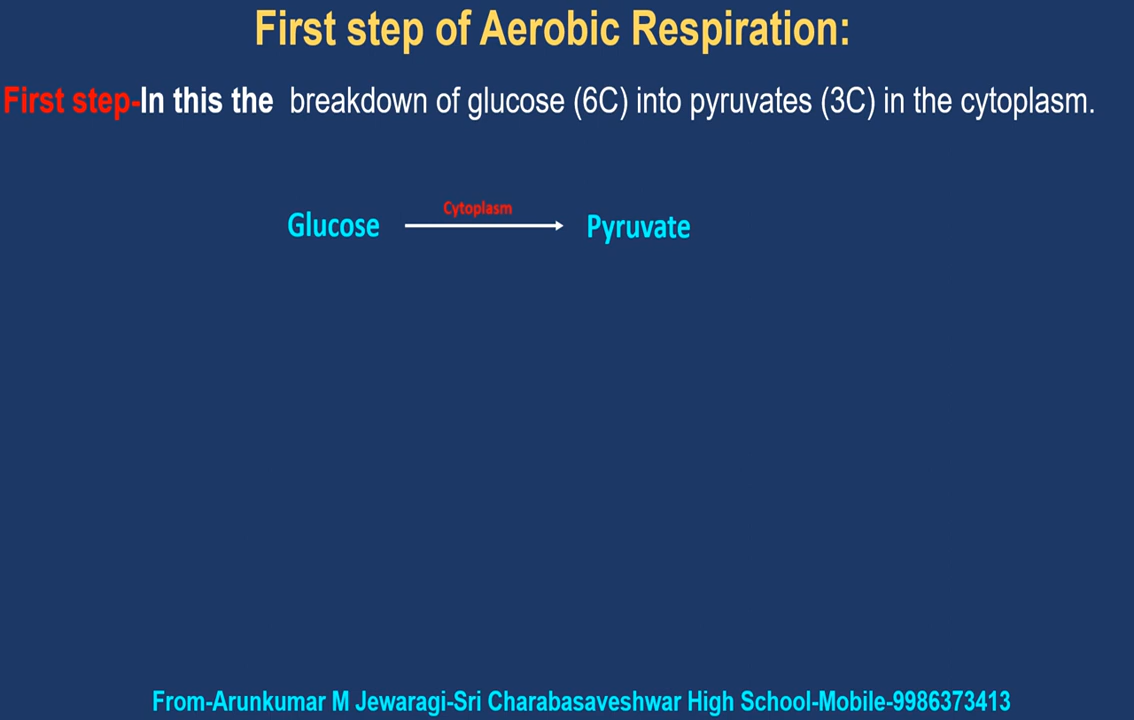 First step of Aerobic Respiration:
First step-In this the breakdown of glucose (6C) into pyruvates (3C) in the cytoplasm.
Cytoplasm
Glucose Pyruvate
From-Arunkumar M Jewaragi-Sri Charabasaveshwar High School-Mobile-9986373413